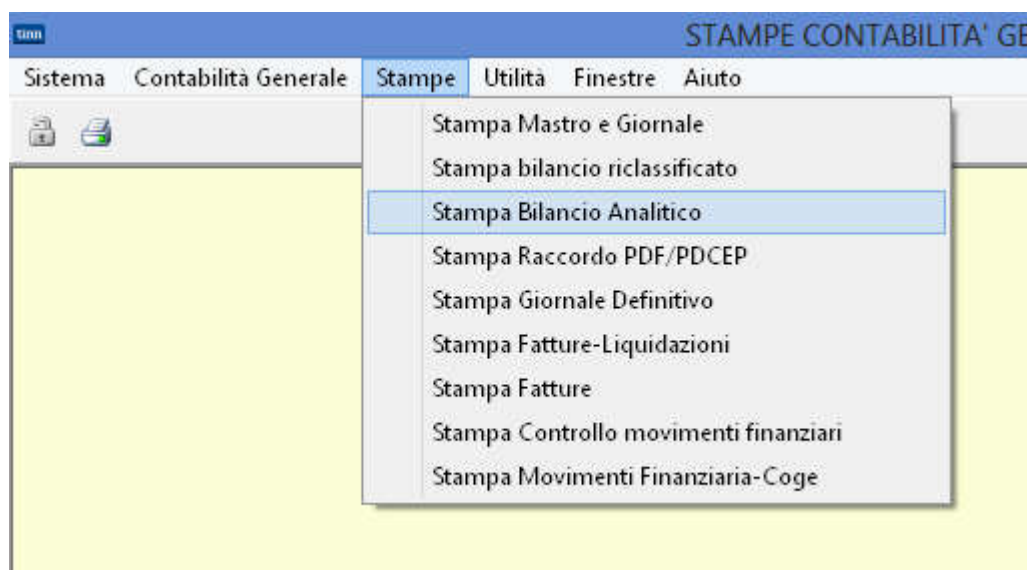 tinn
STAMPE CONTABILITA' GE
Sistema Contabilità Generale Stampe Utilità Finestre Aiuto
Stampa Mastro e Giornale
Stampa bilancio riclassificato
Stampa Bilancio Analitico
Stampa Raccordo PDF/PDCEP
Stampa Giornale Definitivo
Stampa Fatture-Liquidazioni
Stampa Fatture
Stampa Controllo movimenti finanziari
Stampa Movimenti Finanziaria-Coge